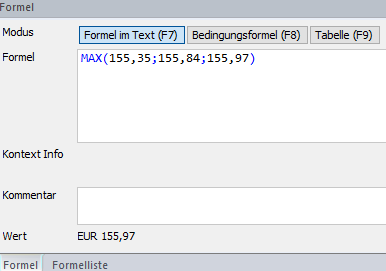 Formel
Modus Formel im Text (F7) Bedingungsformel (F8) Tabelle (F9)
Formel MAX(155,35;155,84;155,97)
Kontext Info
Kommentar
Wert EUR 155,97
Formel Formelliste